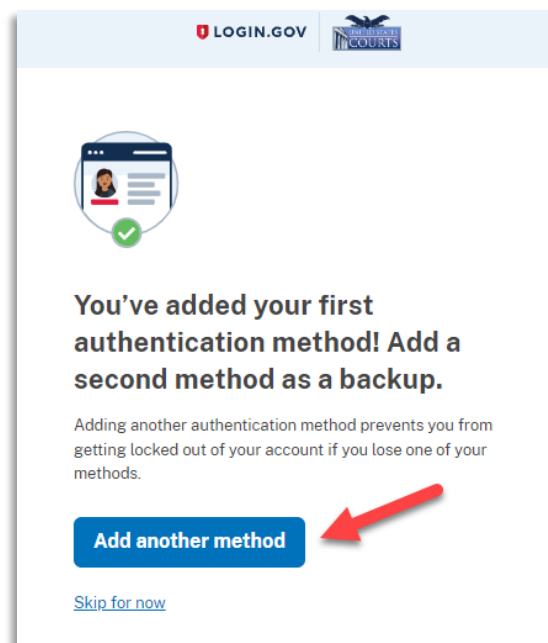 LOGIN.GOV
UNITED STATES
COURTS
You’ve added your first
authentication method! Add a
second method as a backup.
Adding another authentication method prevents you from
getting locked out of your account if you lose one of your
methods.
Add another method
Skip for now